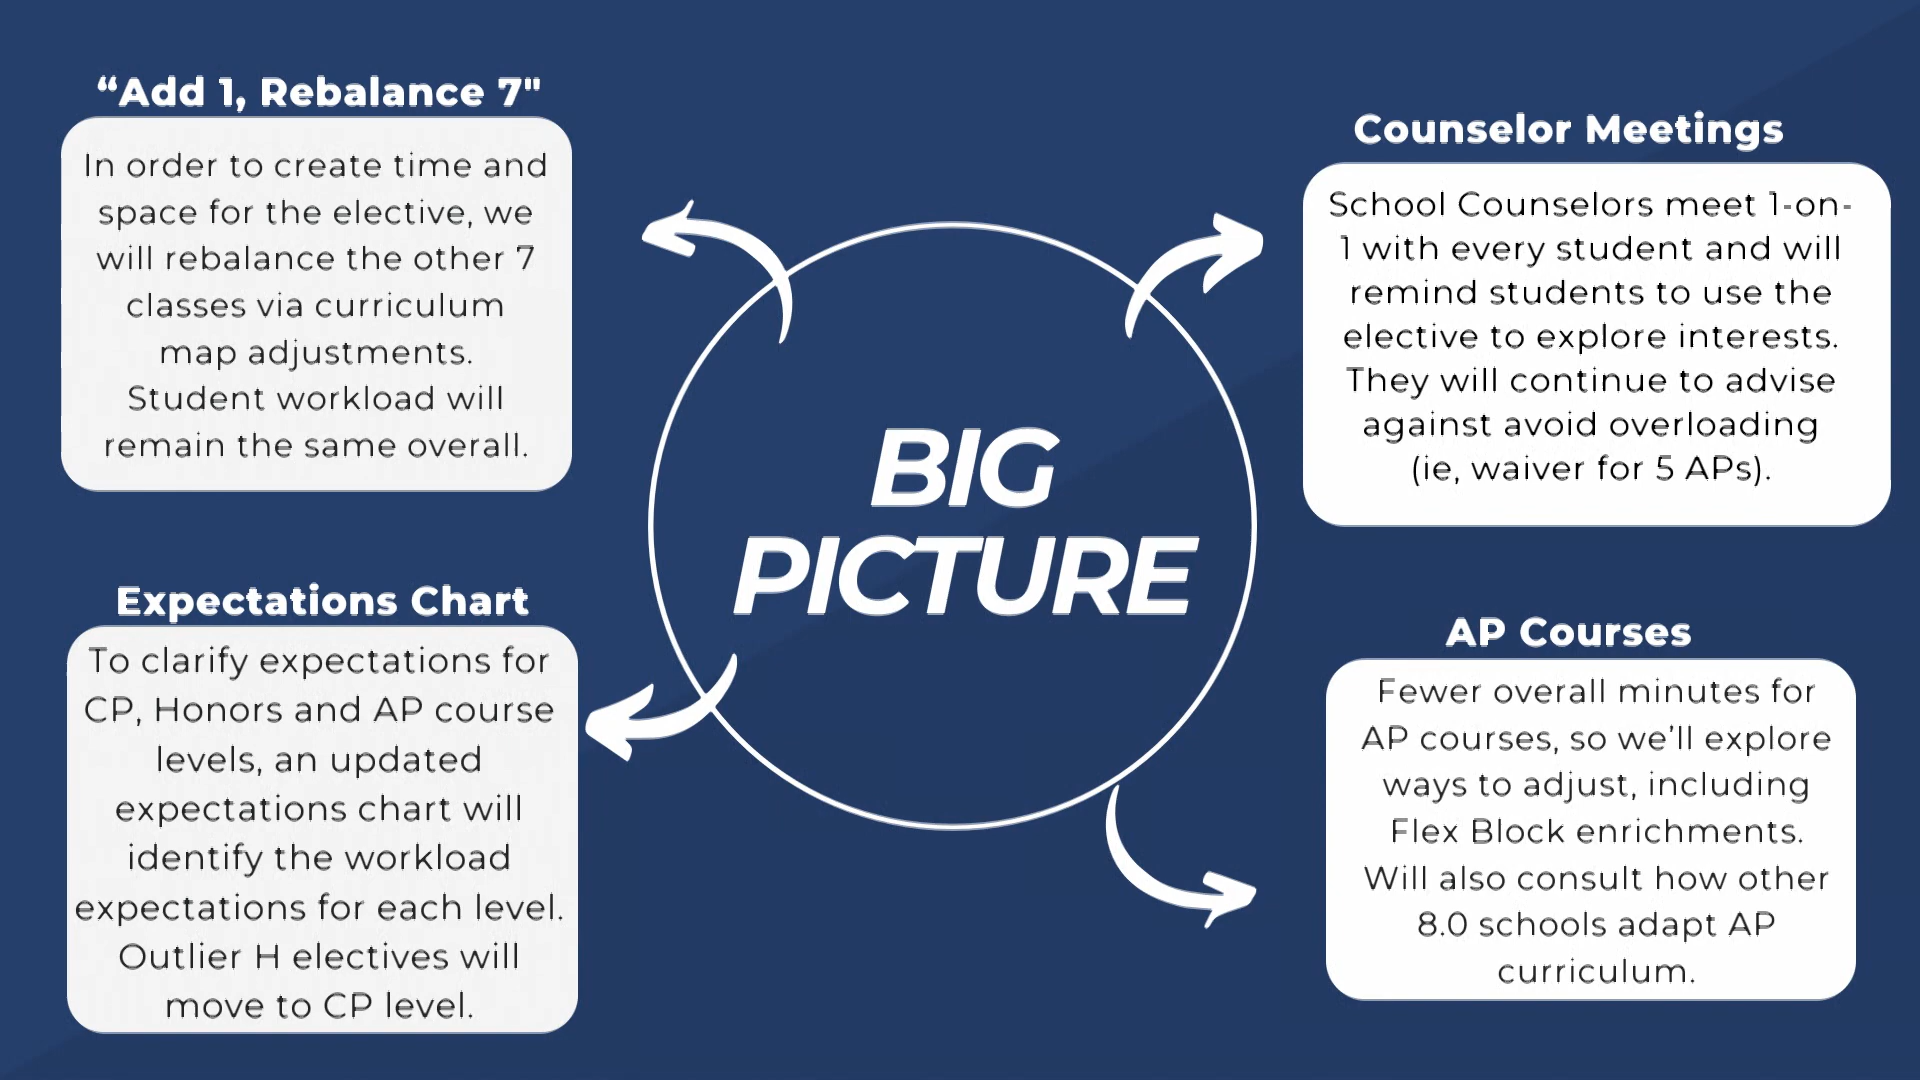 “Add 1, Rebalance 7"
In order to create time and
space for the elective, we
will rebalance the other 7
classes via curriculum
map adjustments.
Student workload will
remain the same overall.
Expectations Chart
To clarify expectations for
CP, Honors and AP course
levels, an updated
expectations chart will
identify the workload
expectations for each level.
Outlier H electives will
move to CP level.
BIG
PICTURE
Counselor Meetings
School Counselors meet 1-on-
1 with every student and will
remind students to use the
elective to explore interests.
They will continue to advise
against avoid overloading
(ie, waiver for 5 APs).
AP Courses
Fewer overall minutes for
AP courses, so we’ll explore
ways to adjust, including
Flex Block enrichments.
Will also consult how other
8.0 schools adapt AP
curriculum.